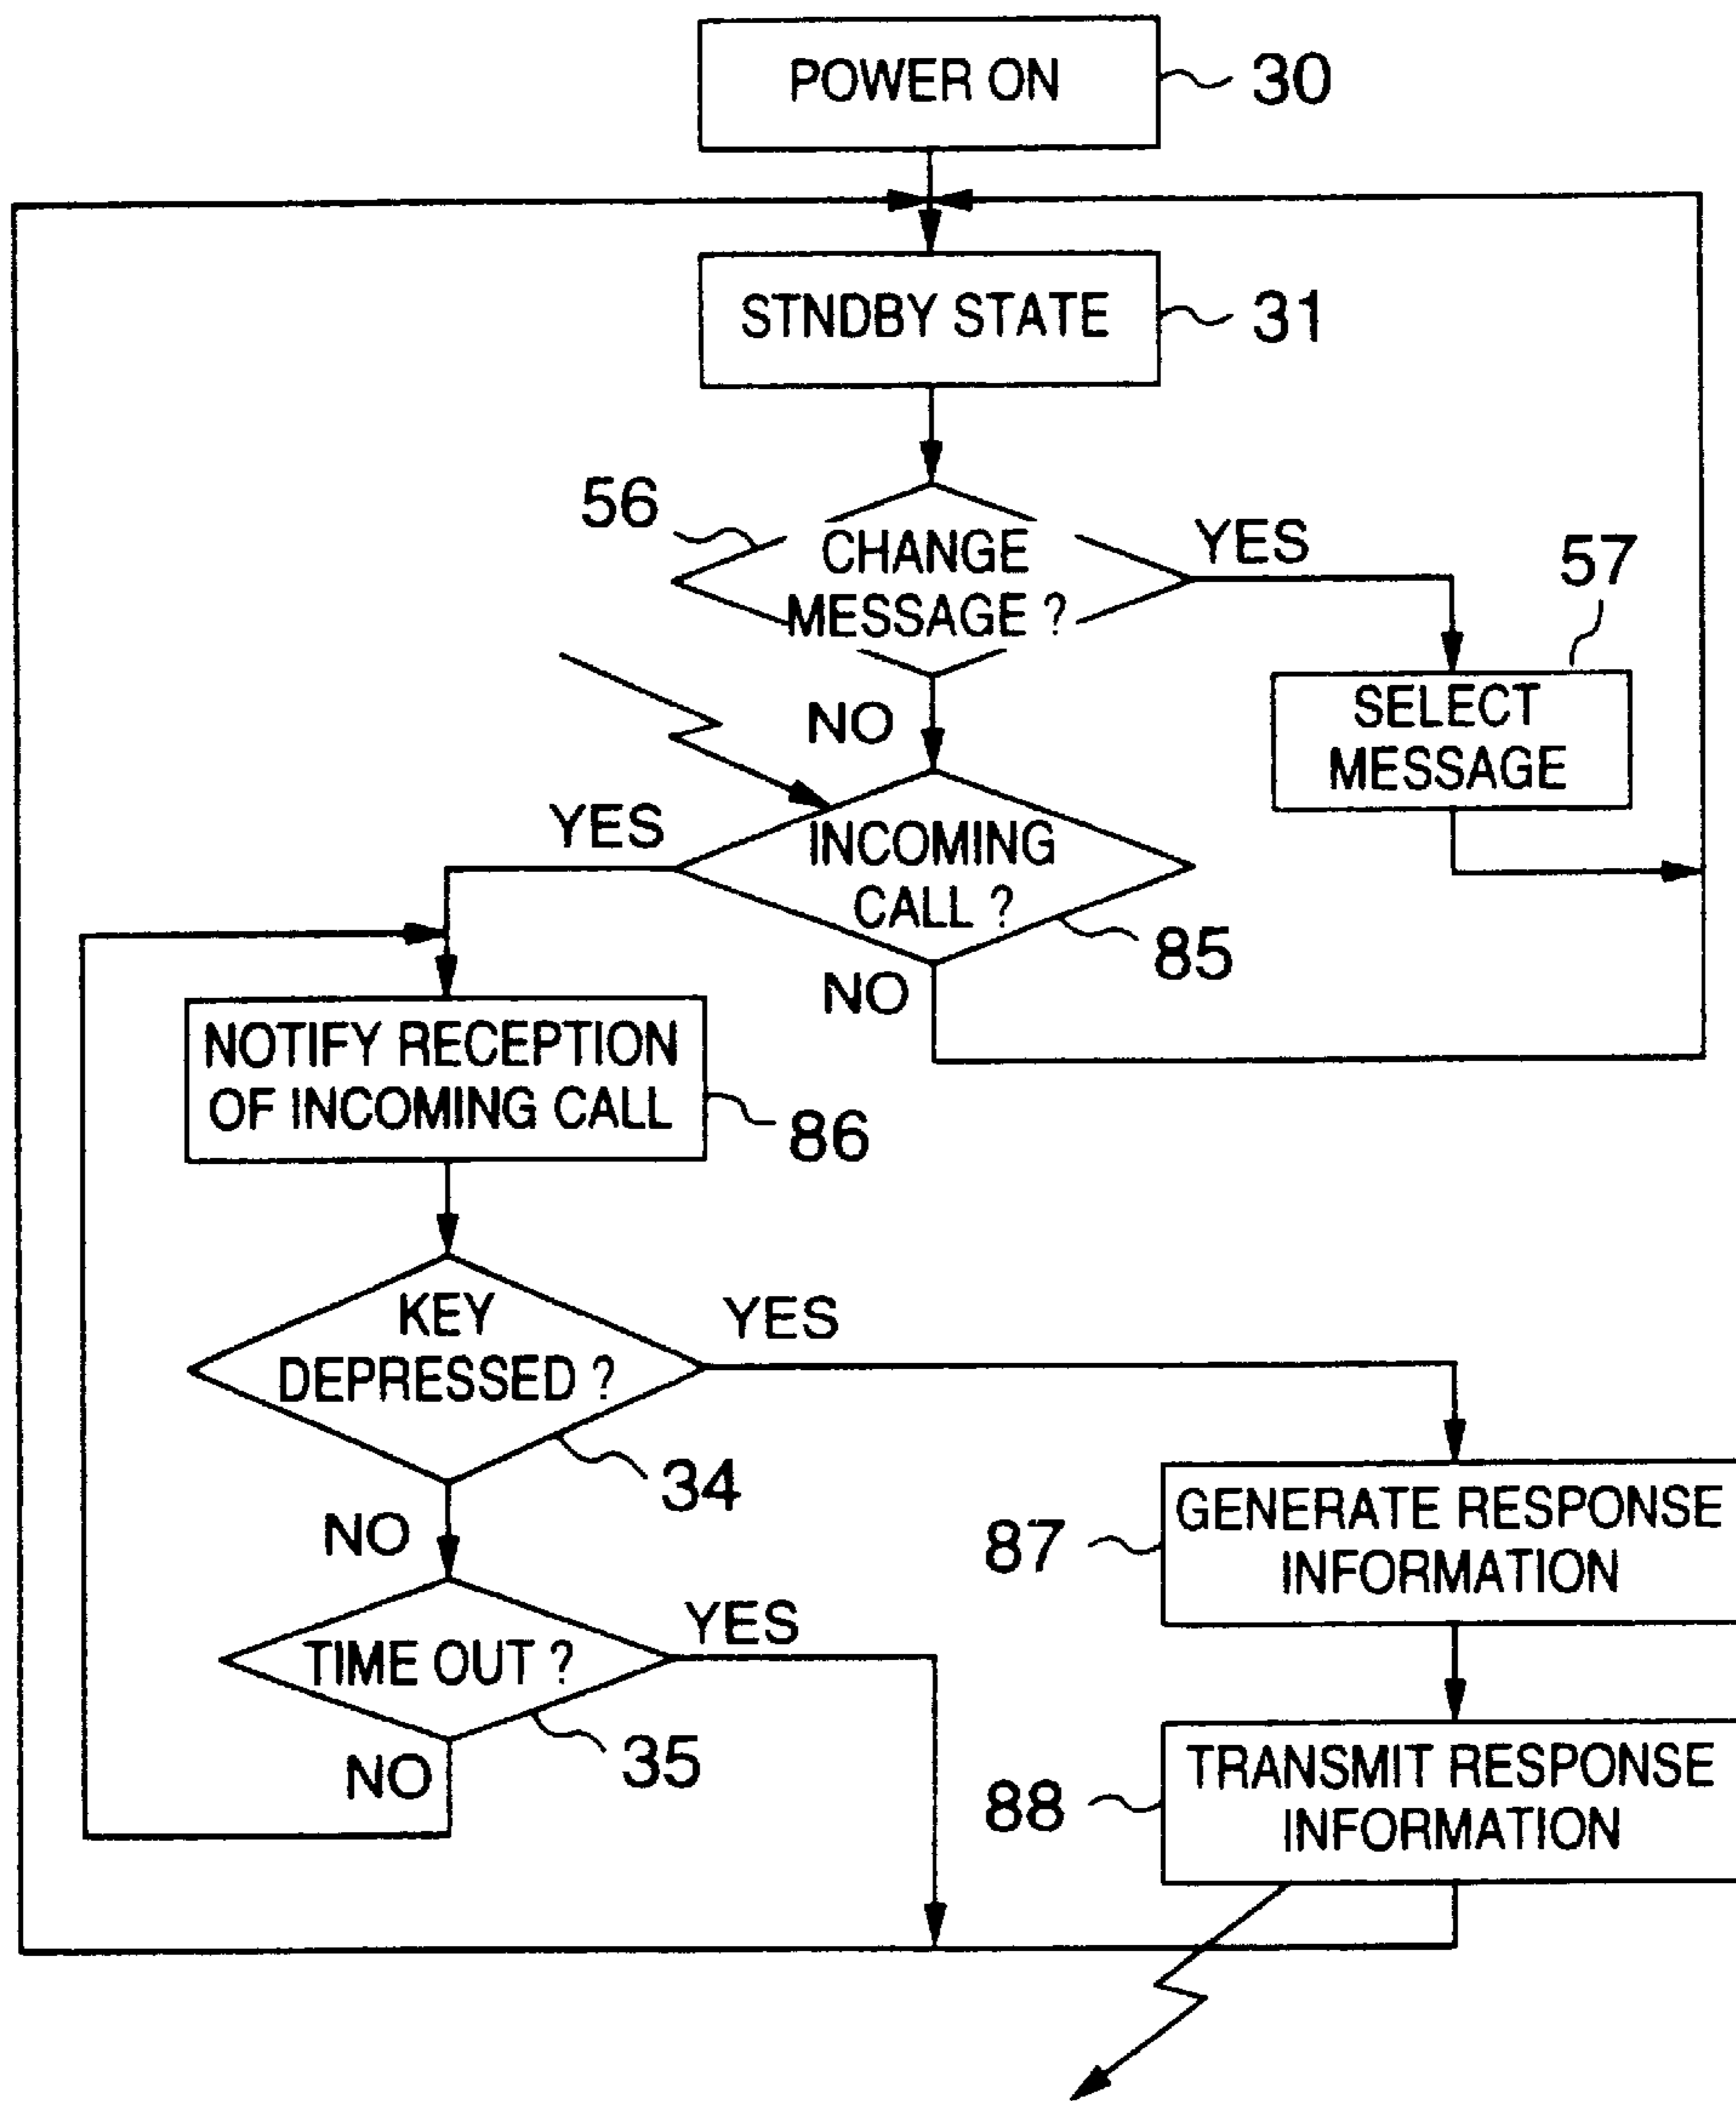 POWER ON
30
STNDBY STATE
31
56
CHANGE
MESSAGE ?
YES
57
SELECT
MESSAGE
NO
YES
INCOMING
CALL ?
85
NO
NOTIFY RECEPTION
OF INCOMING CALL
86
KEY
DEPRESSED ?
YES
34
NO
87
GENERATE RESPONSE
INFORMATION
TIME OUT ?
YES
35
NO
88
TRANSMIT RESPONSE
INFORMATION